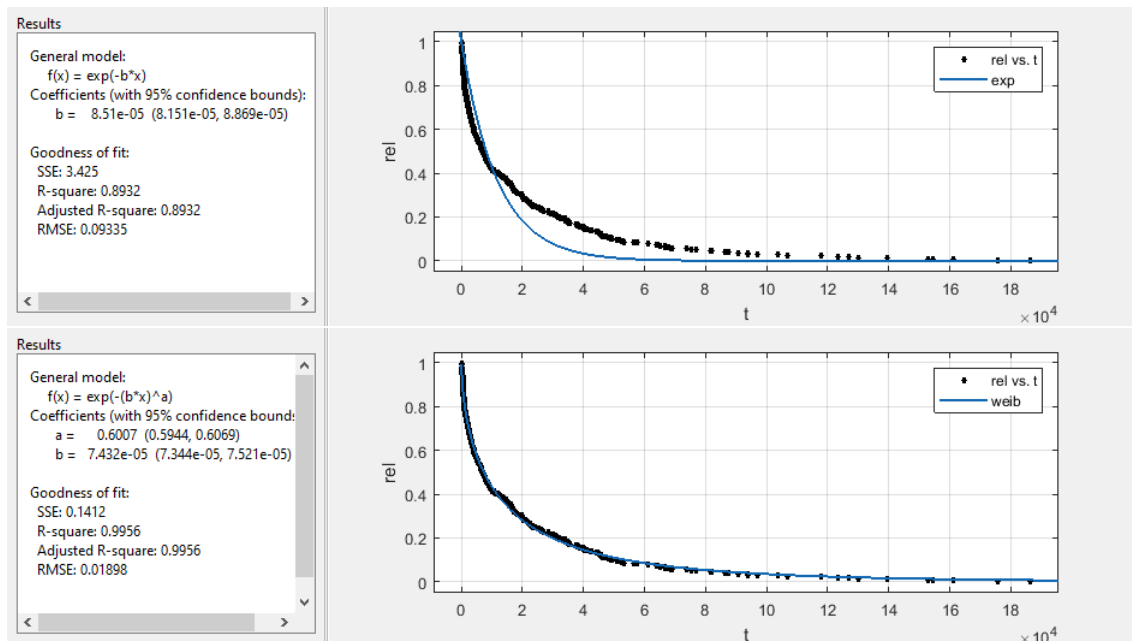 Results
General model:
f(x) = exp(-b*x)
Coefficients (with 95% confidence bounds):
b = 8.51e-05 (8.151e-05, 8.869e-05)
Goodness of fit:
SSE: 3.425
R-square: 0.8932
Adjusted R-square: 0.8932
RMSE: 0.09335
rel vs. t
exp
1
0.8
0.6
0.4
0.2
0
rel
0 2 4 6 8 10 12 14 16 18
t
×10^4
Results
General model:
f(x) = exp(-(b*x)^a)
Coefficients (with 95% confidence bounds
a = 0.6007 (0.5944, 0.6069)
b = 7.432e-05 (7.344e-05, 7.521e-05)
Goodness of fit:
SSE: 0.1412
R-square: 0.9956
Adjusted R-square: 0.9956
RMSE: 0.01898
rel vs. t
weib
1
0.8
0.6
0.4
0.2
0
rel
0 2 4 6 8 10 12 14 16 18
t
×10^4